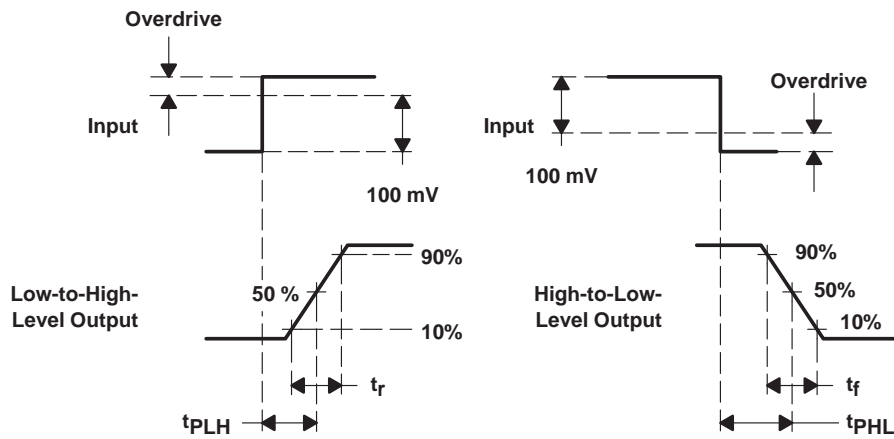 Overdrive
Input
100 mV
Low-to-High-
Level Output
50 %
90%
10%
tr
tPLH
Overdrive
Input
100 mV
High-to-Low-
Level Output
90%
50%
10%
tf
tPHL